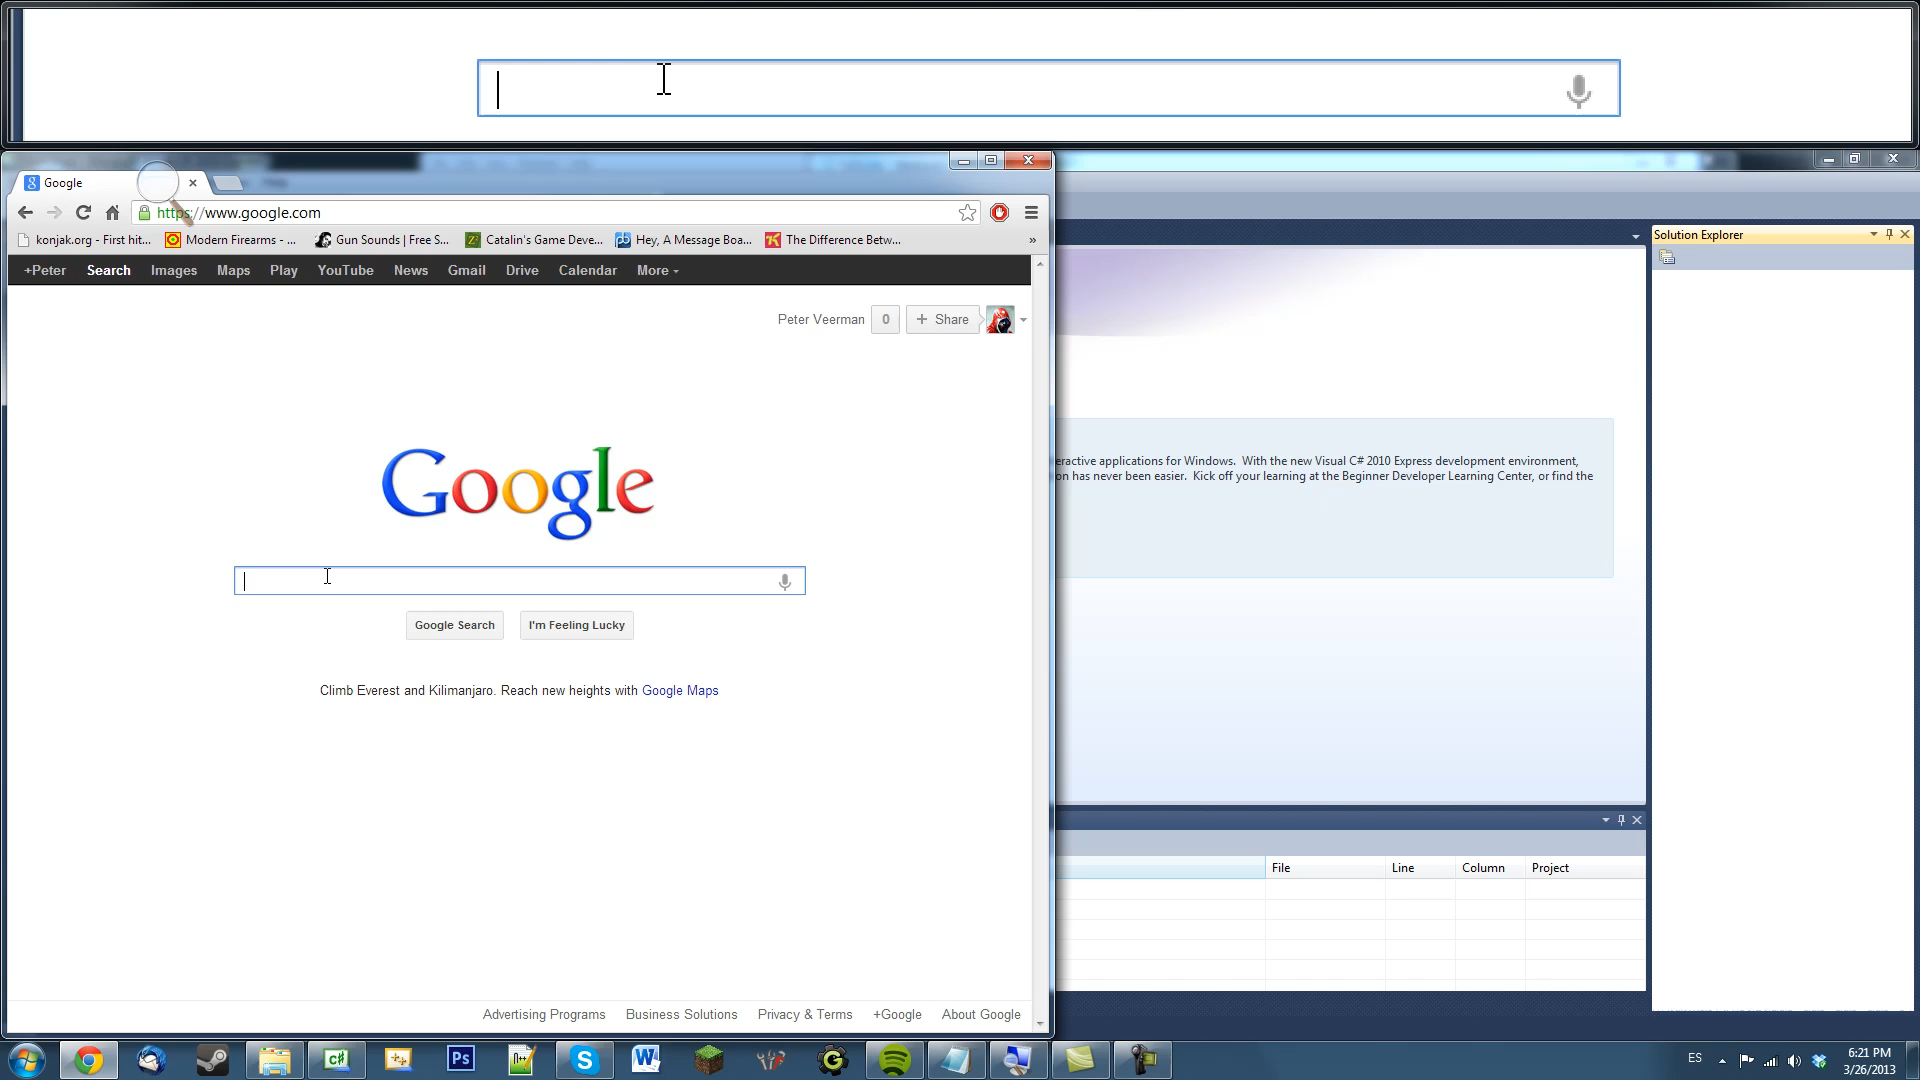 Google
https://www.google.com
konjak.org - First hit...
Modern Firearms - ...
Gun Sounds | Free S...
Catalin's Game Deve...
Hey, A Message Boa...
The Difference Betw...
»
+Peter Search Images Maps Play YouTube News Gmail Drive Calendar More
Peter Veerman 0 + Share
Google
Google Search
I'm Feeling Lucky
Climb Everest and Kilimanjaro. Reach new heights with Google Maps
Advertising Programs Business Solutions Privacy & Terms +Google About Google
Solution Explorer
eractive applications for Windows. With the new Visual C# 2010 Express development environment,
on has never been easier. Kick off your learning at the Beginner Developer Learning Center, or find the
File Line Column Project
C#
Ps
S
W
ES
6:21 PM
3/26/2013